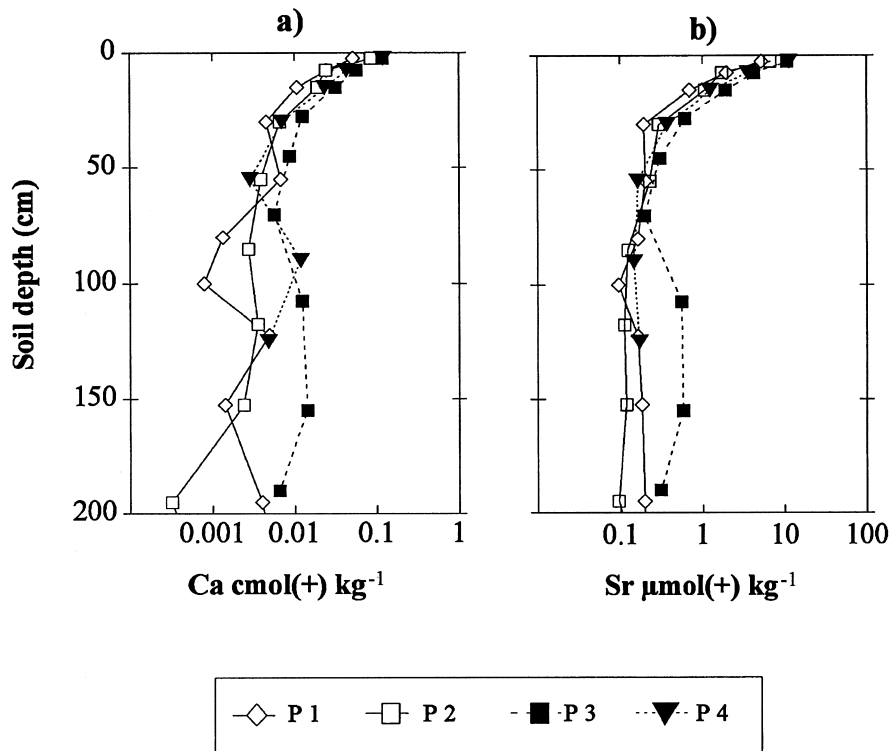 a)
b)
Soil depth (cm)
0
50
100
150
200
0.001 0.01 0.1 1
0.1 1 10 100
Ca cmol(+) kg⁻¹
Sr μmol(+) kg⁻¹
P 1 P 2 P 3 P 4